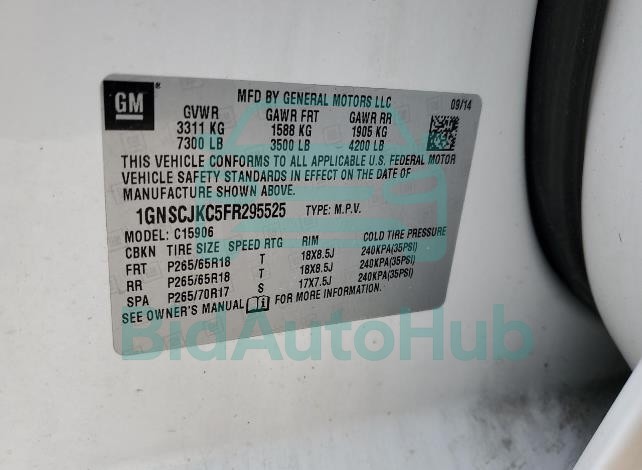 GM ®
MFD BY GENERAL MOTORS LLC 09/14
GVWR GAWR FRT GAWR RR
3311 KG 1588 KG 1905 KG
7300 LB 3500 LB 4200 LB
THIS VEHICLE CONFORMS TO ALL APPLICABLE U.S. FEDERAL MOTOR
VEHICLE SAFETY STANDARDS IN EFFECT ON THE DATE OF
MANUFACTURE SHOWN ABOVE.
1GNSCJKC5FR295525 TYPE: M.P.V.
MODEL: C15906
CBKN TIRE SIZE SPEED RTG RIM COLD TIRE PRESSURE
FRT P265/65R18 T 18X8.5J 240KPA(35PSI)
RR P265/65R18 T 18X8.5J 240KPA(35PSI)
SPA P265/70R17 S 17X7.5J 240KPA(35PSI)
SEE OWNER'S MANUAL FOR MORE INFORMATION.
BidAutoHub